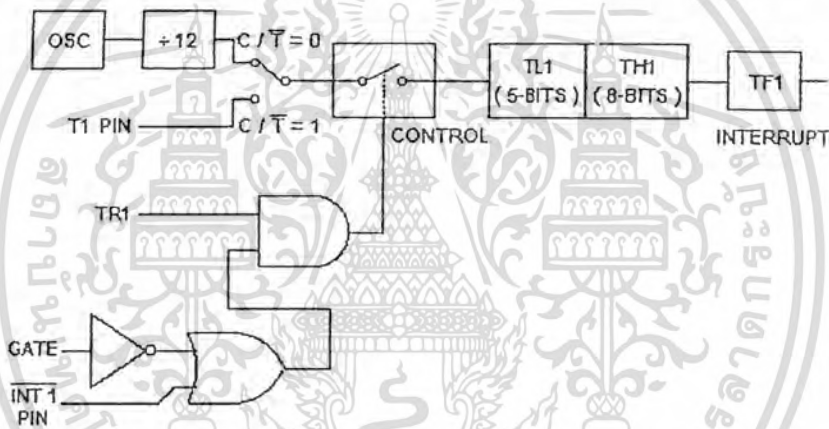 OSC
÷12
C / T̅ = 0
TL1
( 5-BITS )
TH1
( 8-BITS )
TF1
T1 PIN
C / T̅ = 1
CONTROL
INTERRUPT
TR1
GATE
I̅N̅T̅ 1̅
PIN